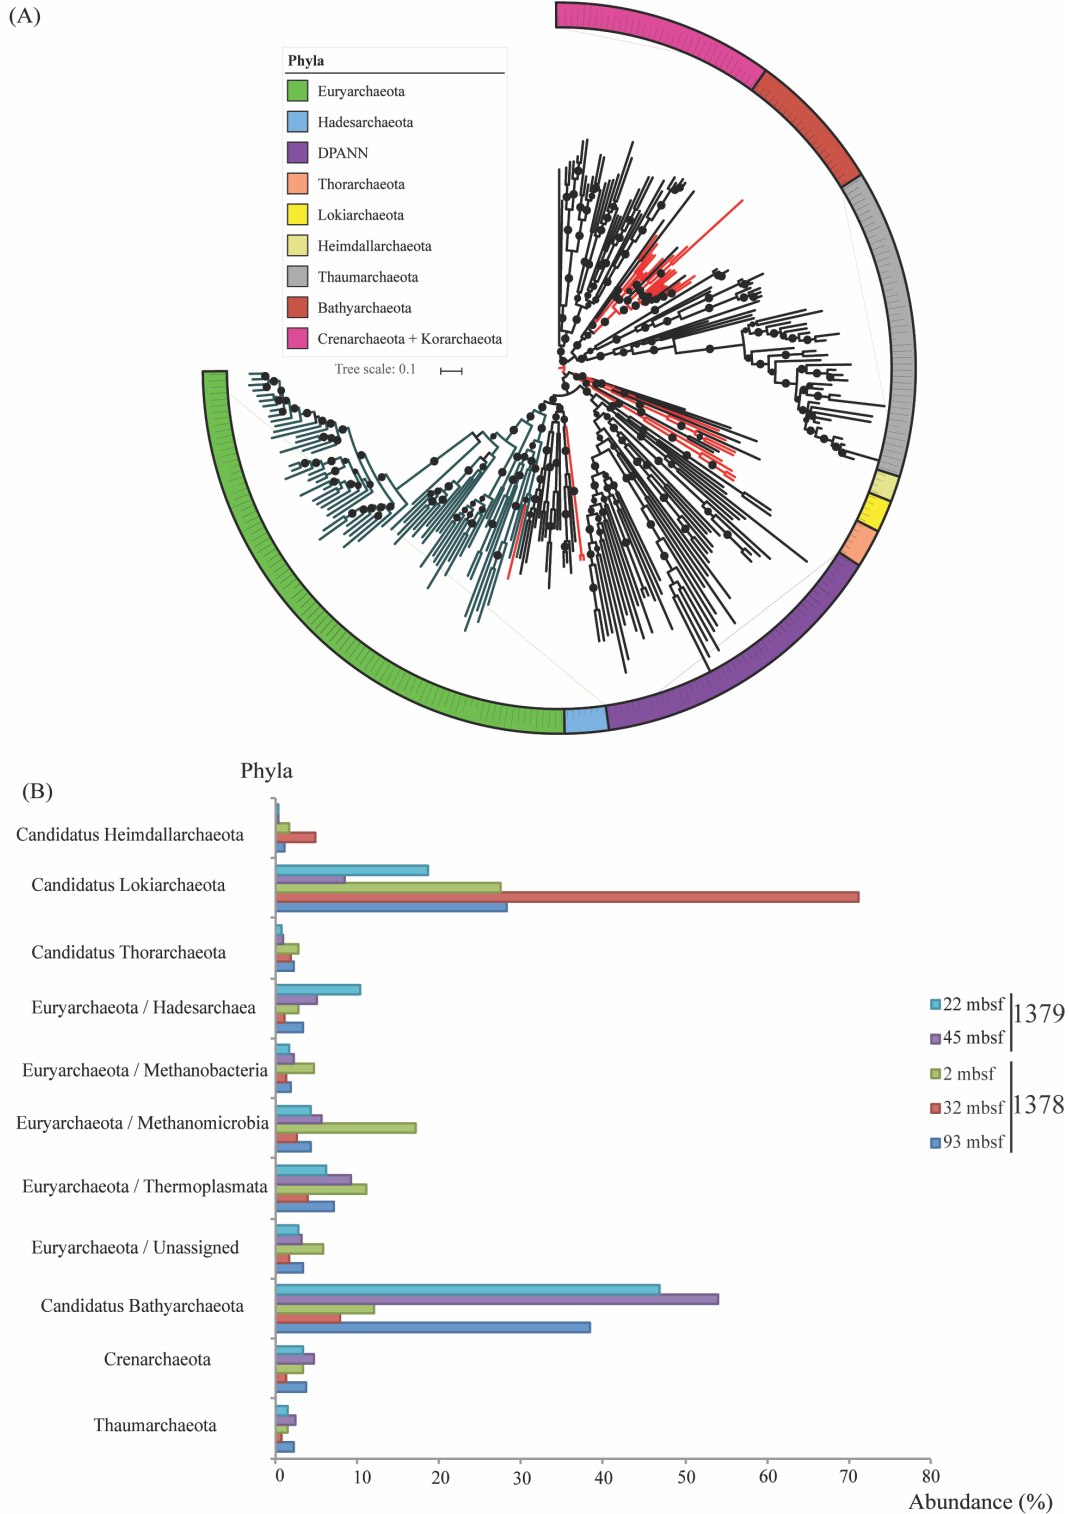 (A)
Phyla
Euryarchaeota
Hadesarchaeota
DPANN
Thorarchaeota
Lokiarchaeota
Heimdallarchaeota
Thaumarchaeota
Bathyarchaeota
Crenarchaeota + Korarchaeota
Tree scale: 0.1
Phyla
(B)
Candidatus Heimdallarchaeota
Candidatus Lokiarchaeota
Candidatus Thorarchaeota
Euryarchaeota / Hadesarchaea
Euryarchaeota / Methanobacteria
Euryarchaeota / Methanomicrobia
Euryarchaeota / Thermoplasmata
Euryarchaeota / Unassigned
Candidatus Bathyarchaeota
Crenarchaeota
Thaumarchaeota
22 mbsf
45 mbsf
1379
2 mbsf
32 mbsf
93 mbsf
1378
0 10 20 30 40 50 60 70 80
Abundance (%)